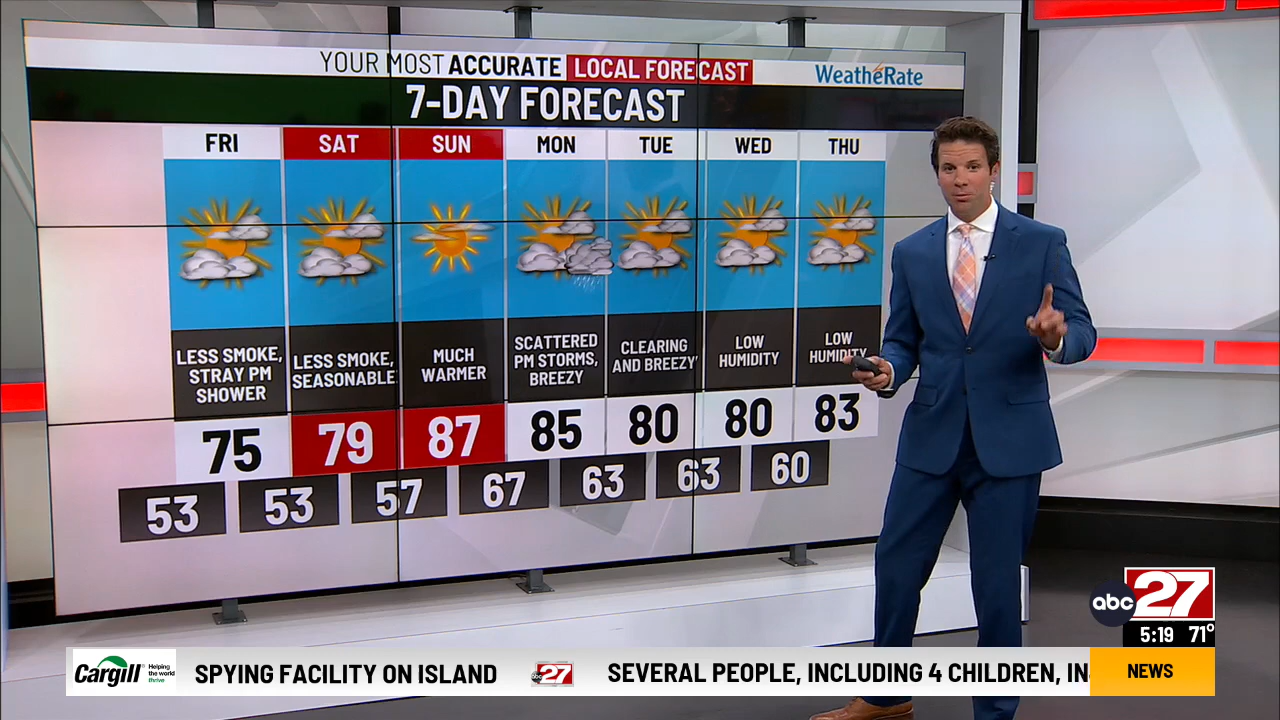 YOUR MOST ACCURATE LOCAL FORECAST
WeatheRate
7-DAY FORECAST
FRI
SAT
SUN
MON
TUE
WED
THU
LESS SMOKE,
STRAY PM
SHOWER
LESS SMOKE,
SEASONABLE
MUCH
WARMER
SCATTERED
PM STORMS,
BREEZY
CLEARING
AND BREEZY
LOW
HUMIDITY
LOW
HUMIDITY
75
79
87
85
80
80
83
53
53
57
67
63
63
60
abc 27
5:19 71°
Cargill
Helping
the world
thrive
SPYING FACILITY ON ISLAND
abc 27
SEVERAL PEOPLE, INCLUDING 4 CHILDREN, IN
NEWS